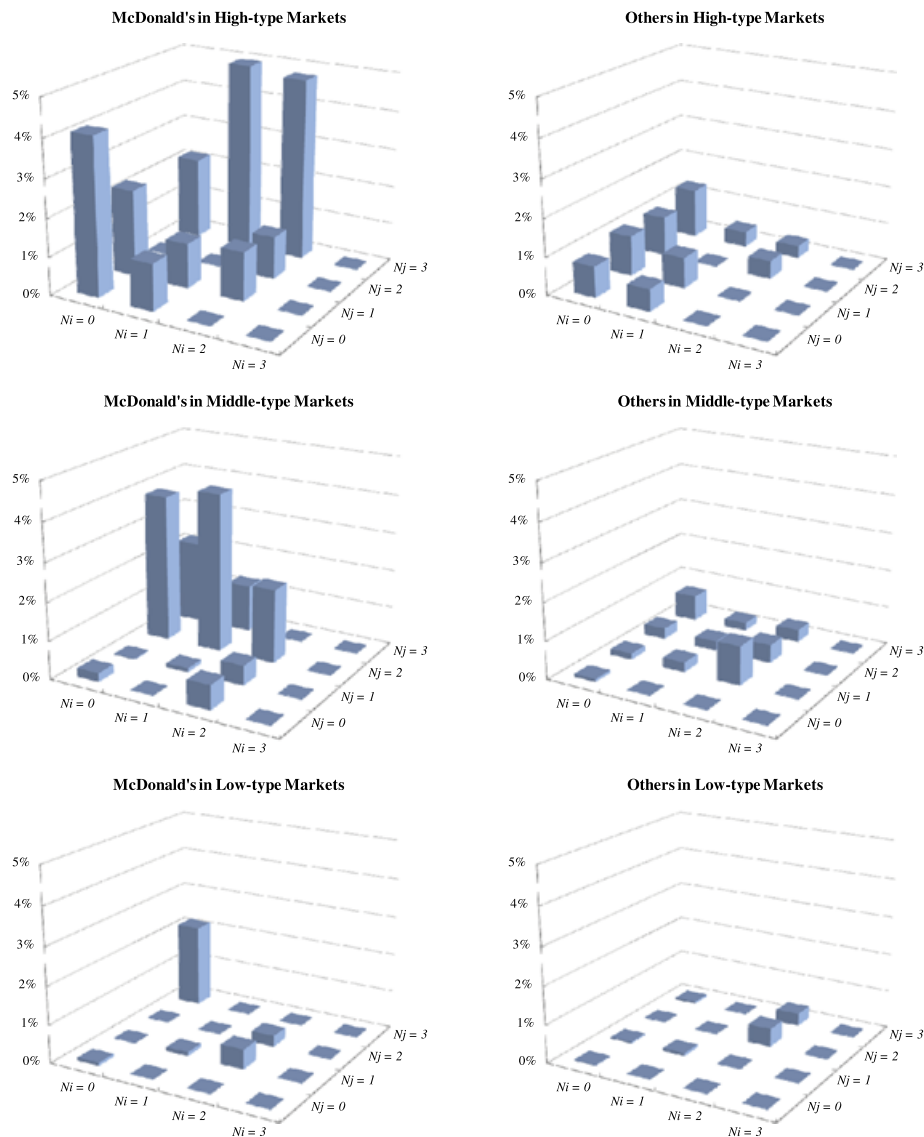 McDonald's in High-type Markets
5%
4%
3%
2%
1%
0%
Ni = 0
Ni = 1
Ni = 2
Ni = 3
Nj = 0
Nj = 1
Nj = 2
Nj = 3
Others in High-type Markets
5%
4%
3%
2%
1%
0%
Ni = 0
Ni = 1
Ni = 2
Ni = 3
Nj = 0
Nj = 1
Nj = 2
Nj = 3
McDonald's in Middle-type Markets
5%
4%
3%
2%
1%
0%
Ni = 0
Ni = 1
Ni = 2
Ni = 3
Nj = 0
Nj = 1
Nj = 2
Nj = 3
Others in Middle-type Markets
5%
4%
3%
2%
1%
0%
Ni = 0
Ni = 1
Ni = 2
Ni = 3
Nj = 0
Nj = 1
Nj = 2
Nj = 3
McDonald's in Low-type Markets
5%
4%
3%
2%
1%
0%
Ni = 0
Ni = 1
Ni = 2
Ni = 3
Nj = 0
Nj = 1
Nj = 2
Nj = 3
Others in Low-type Markets
5%
4%
3%
2%
1%
0%
Ni = 0
Ni = 1
Ni = 2
Ni = 3
Nj = 0
Nj = 1
Nj = 2
Nj = 3